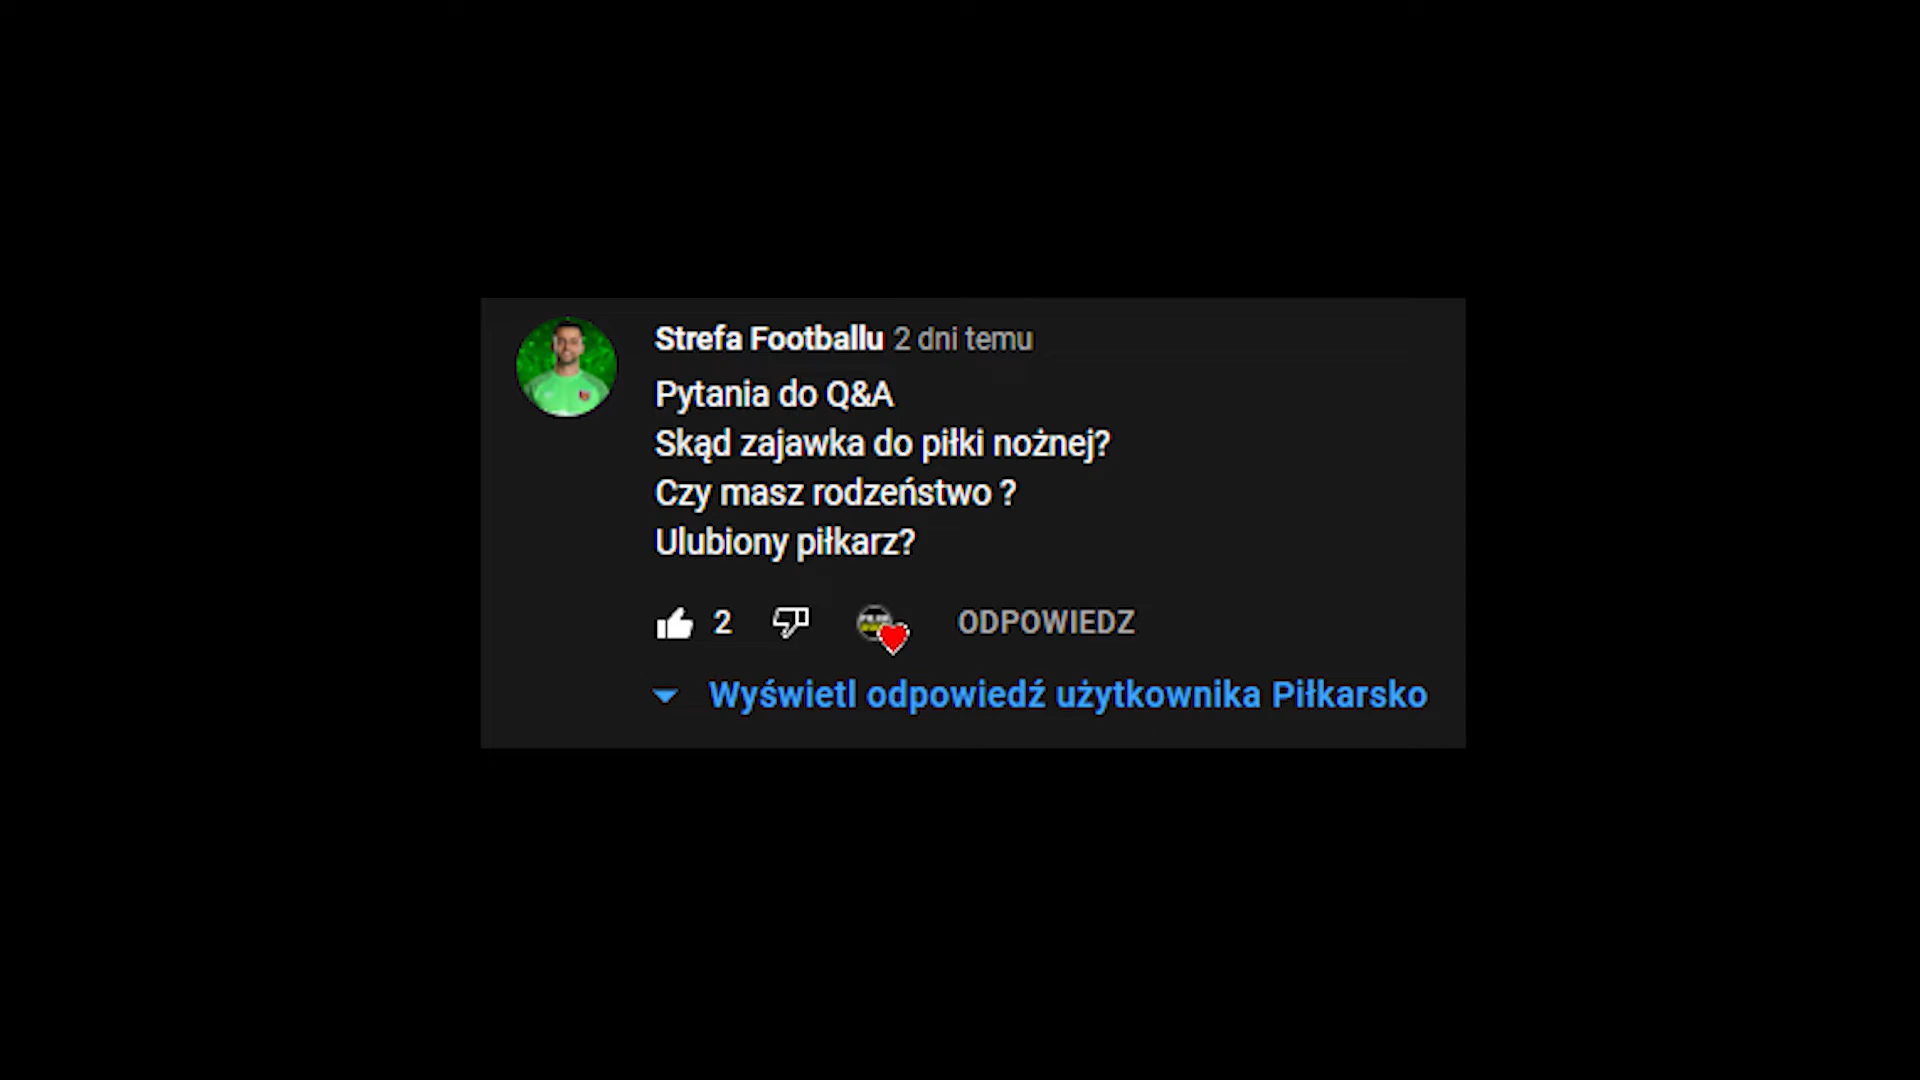 Strefa Footballu 2 dni temu
Pytania do Q&A
Skąd zajawka do piłki nożnej?
Czy masz rodzeństwo ?
Ulubiony piłkarz?
2 ODPOWIEDZ
Wyświetl odpowiedź użytkownika Piłkarsko